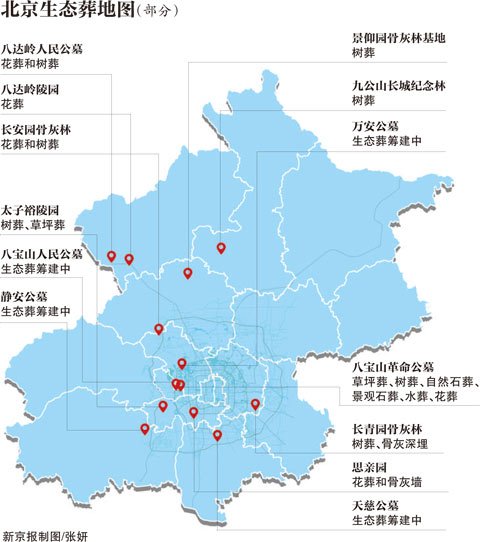 北京生态葬地图(部分)
八达岭人民公墓
花葬和树葬
八达岭陵园
花葬
长安园骨灰林
花葬和树葬
太子裕陵园
树葬、草坪葬
八宝山人民公墓
生态葬筹建中
静安公墓
生态葬筹建中
景仰园骨灰林基地
树葬
九公山长城纪念林
树葬
万安公墓
生态葬筹建中
八宝山革命公墓
草坪葬、树葬、自然石葬、
景观石葬、水葬、花葬
长青园骨灰林
树葬、骨灰深埋
思亲园
花葬和骨灰墙
天慈公墓
生态葬筹建中
新京报制图/张妍